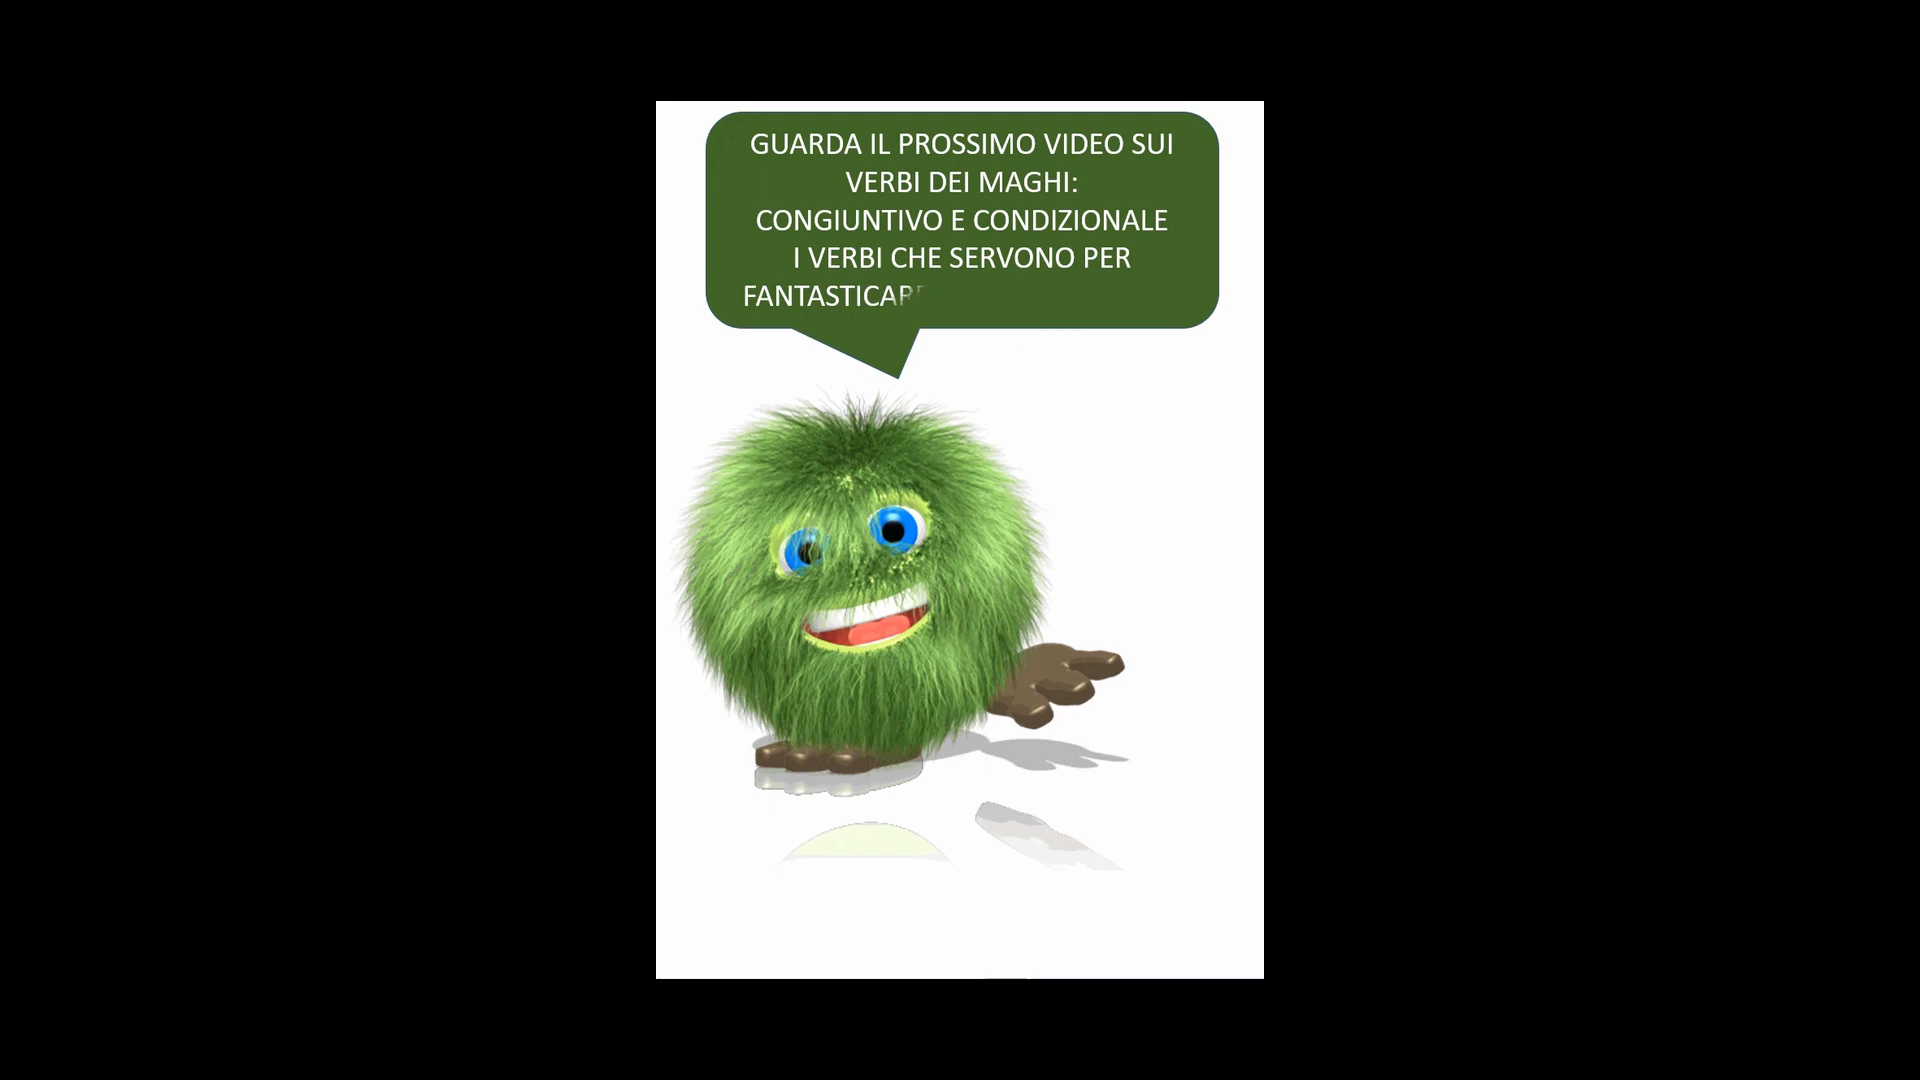 GUARDA IL PROSSIMO VIDEO SUI
VERBI DEI MAGHI:
CONGIUNTIVO E CONDIZIONALE
I VERBI CHE SERVONO PER